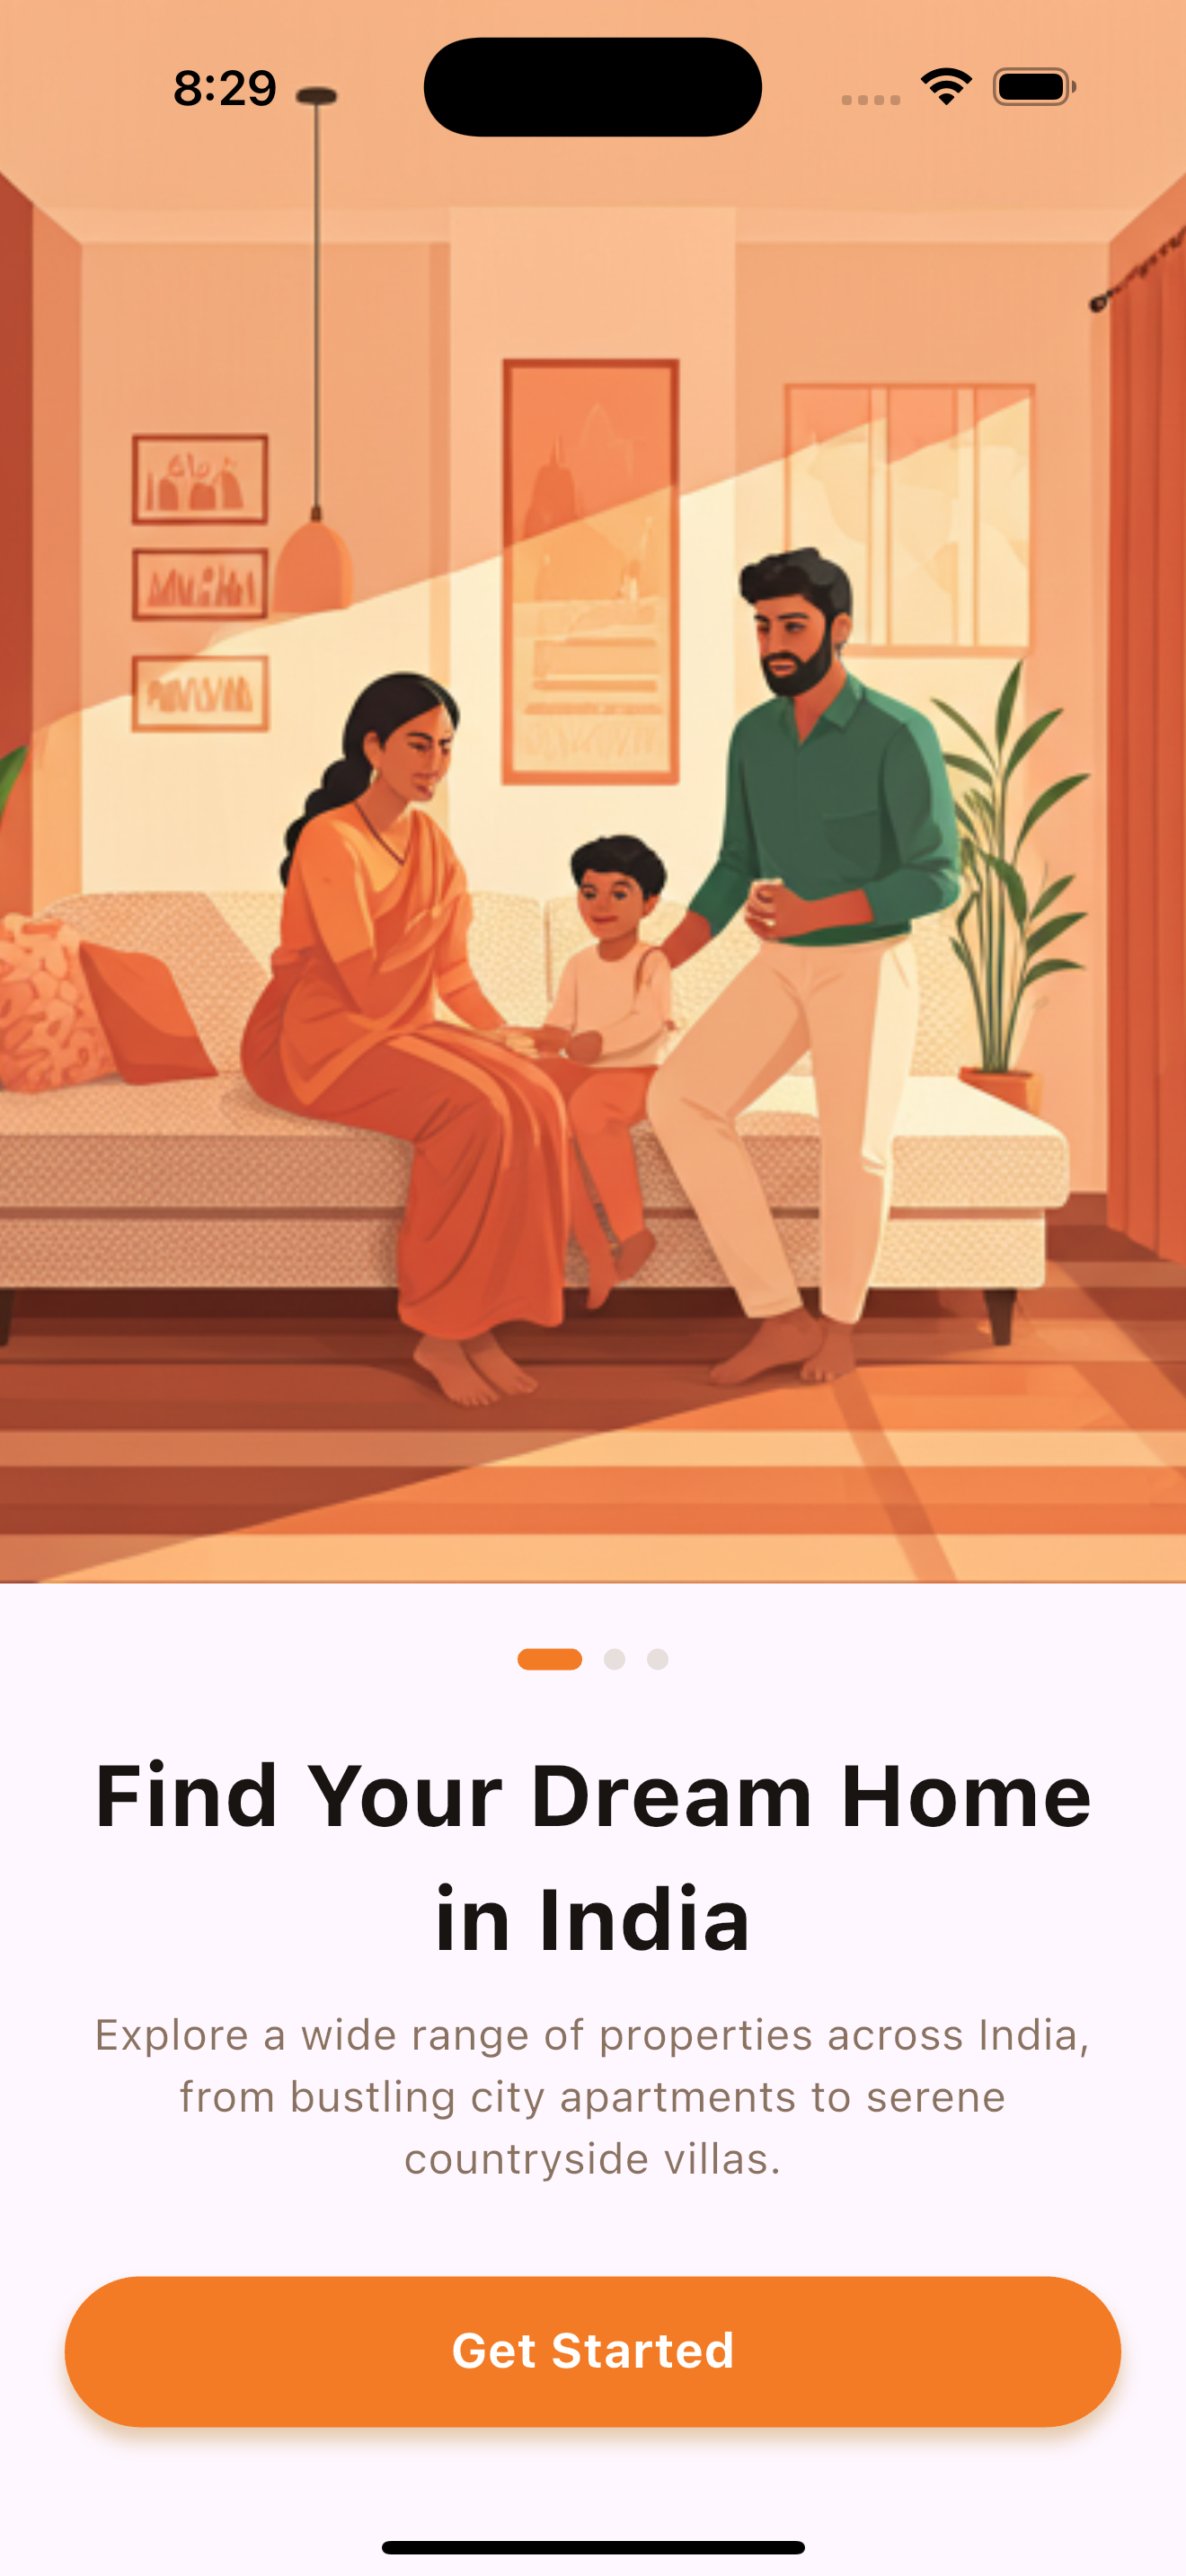 8:29
Find Your Dream Home
in India
Explore a wide range of properties across India,
from bustling city apartments to serene
countryside villas.
Get Started